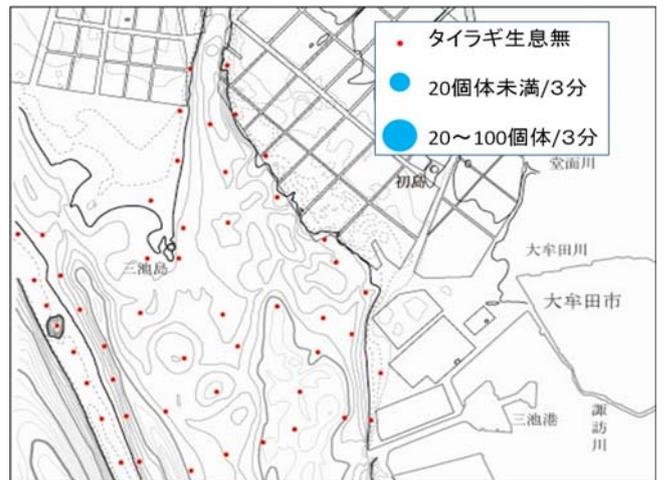 タイラギ生息無
20個体未満/3分
20～100個体/3分
堂面川
初島
大牟田川
三池島
大牟田市
三池港
諏訪川